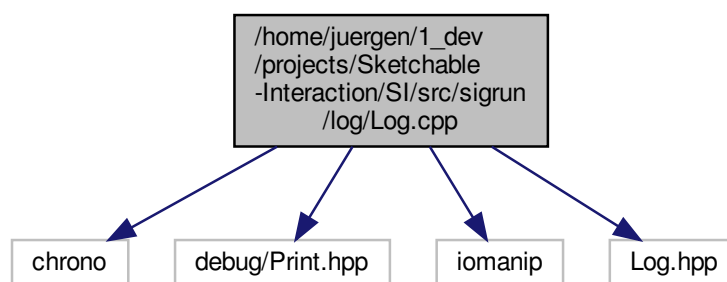 /home/juergen/1_dev
/projects/Sketchable
-Interaction/SI/src/sigrun
/log/Log.cpp
chrono
debug/Print.hpp
iomanip
Log.hpp